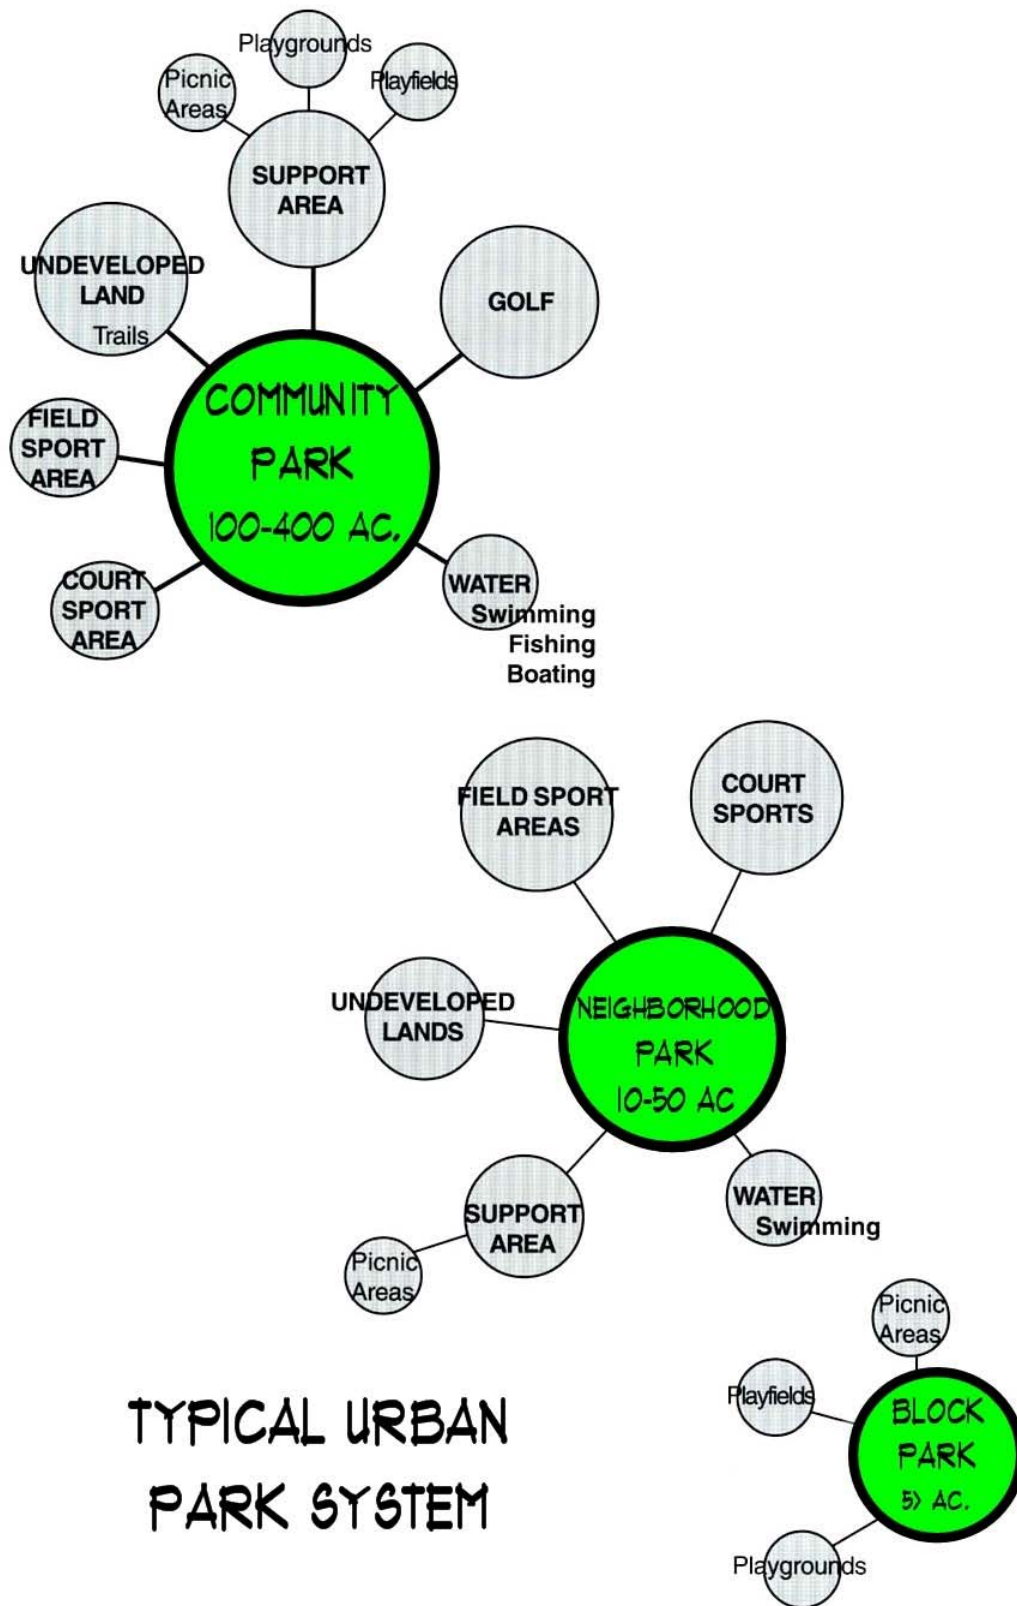 Playgrounds
Picnic
Areas
Playfields
SUPPORT
AREA
UNDEVELOPED
LAND
Trails
GOLF
COMMUNITY
PARK
100-400 AC.
FIELD
SPORT
AREA
COURT
SPORT
AREA
WATER
Swimming
Fishing
Boating
FIELD SPORT
AREAS
COURT
SPORTS
UNDEVELOPED
LANDS
NEIGHBORHOOD
PARK
10-50 AC
SUPPORT
AREA
Picnic
Areas
WATER
Swimming
Picnic
Areas
Playfields
BLOCK
PARK
5> AC.
Playgrounds
TYPICAL URBAN
PARK SYSTEM